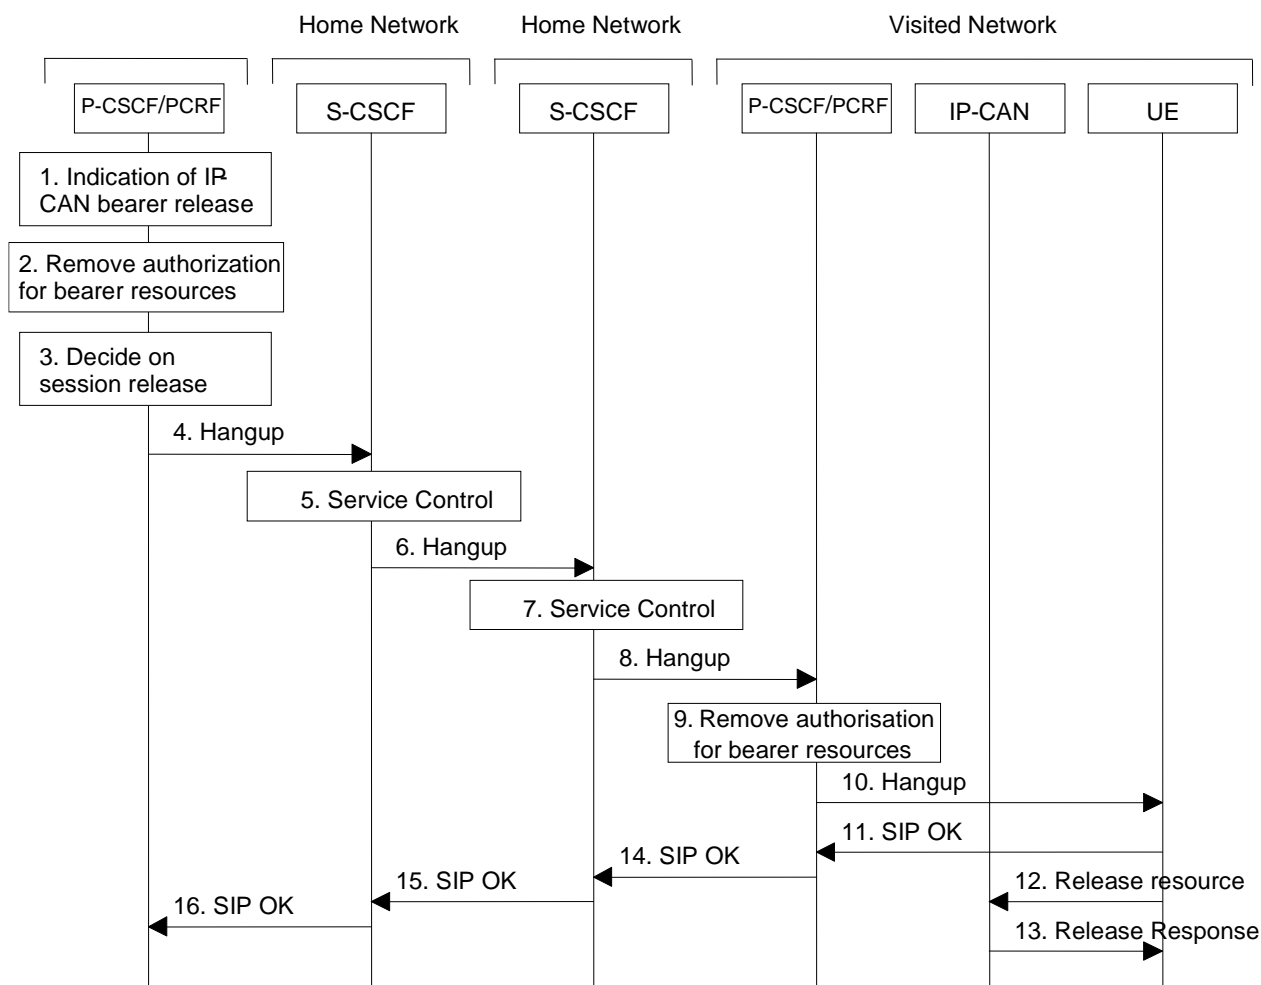 Home Network
Home Network
Visited Network
P-CSCF/PCRF
S-CSCF
S-CSCF
P-CSCF/PCRF
IP-CAN
UE
1. Indication of IP-
CAN bearer release
2. Remove authorization
for bearer resources
3. Decide on
session release
4. Hangup
5. Service Control
6. Hangup
7. Service Control
8. Hangup
9. Remove authorisation
for bearer resources
10. Hangup
11. SIP OK
14. SIP OK
15. SIP OK
12. Release resource
16. SIP OK
13. Release Response